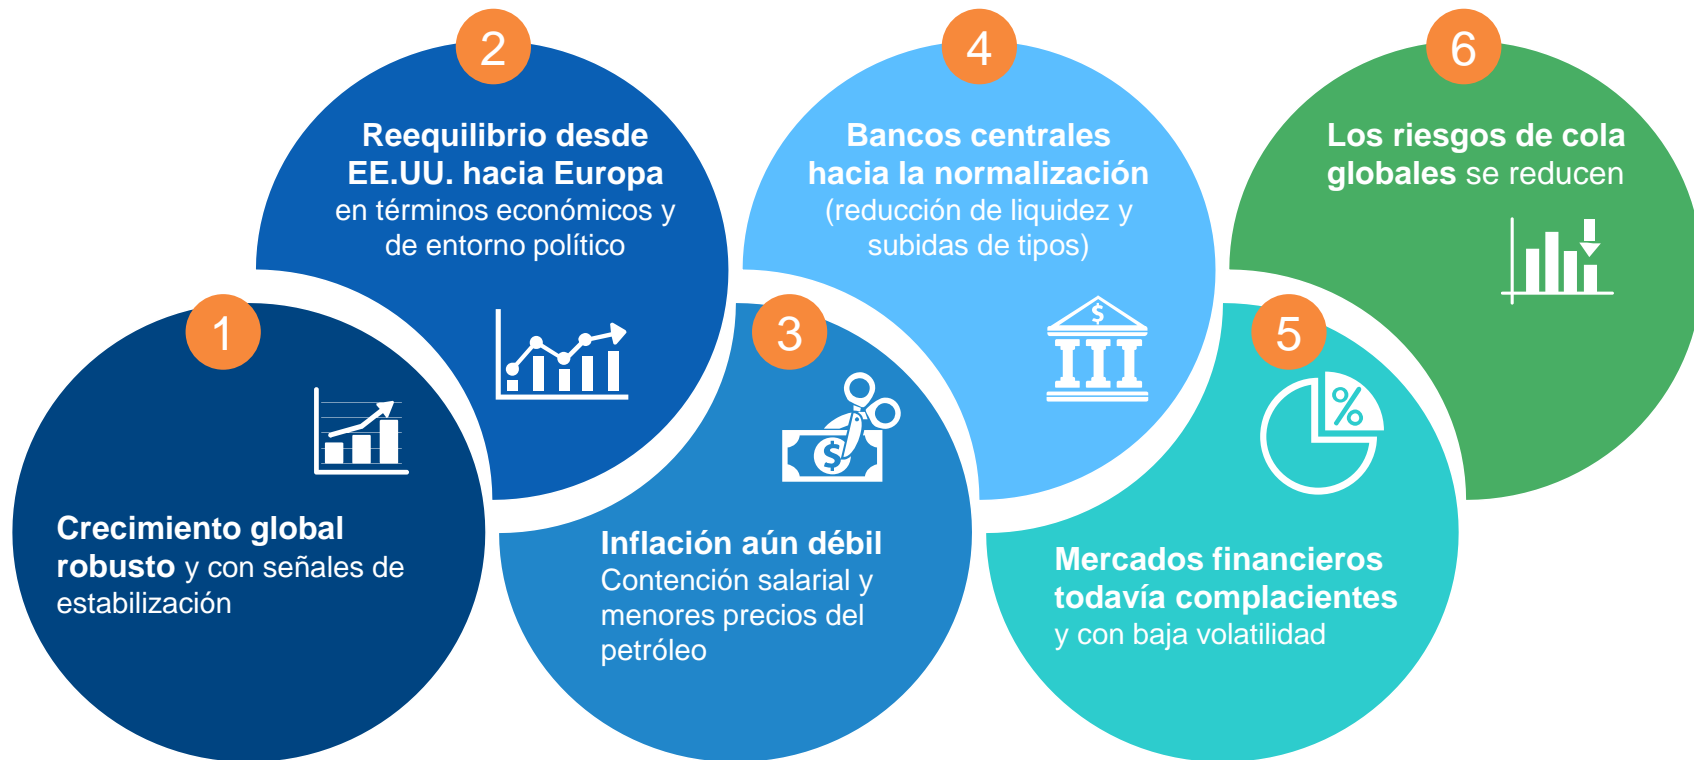 1
Crecimiento global
robusto y con señales de
estabilización
2
Reequilibrio desde
EE.UU. hacia Europa
en términos económicos y
de entorno político
3
$
Inflación aún débil
Contención salarial y
menores precios del
petróleo
4
Bancos centrales
hacia la normalización
(reducción de liquidez y
subidas de tipos)
$
5
%
Mercados financieros
todavía complacientes
y con baja volatilidad
6
Los riesgos de cola
globales se reducen